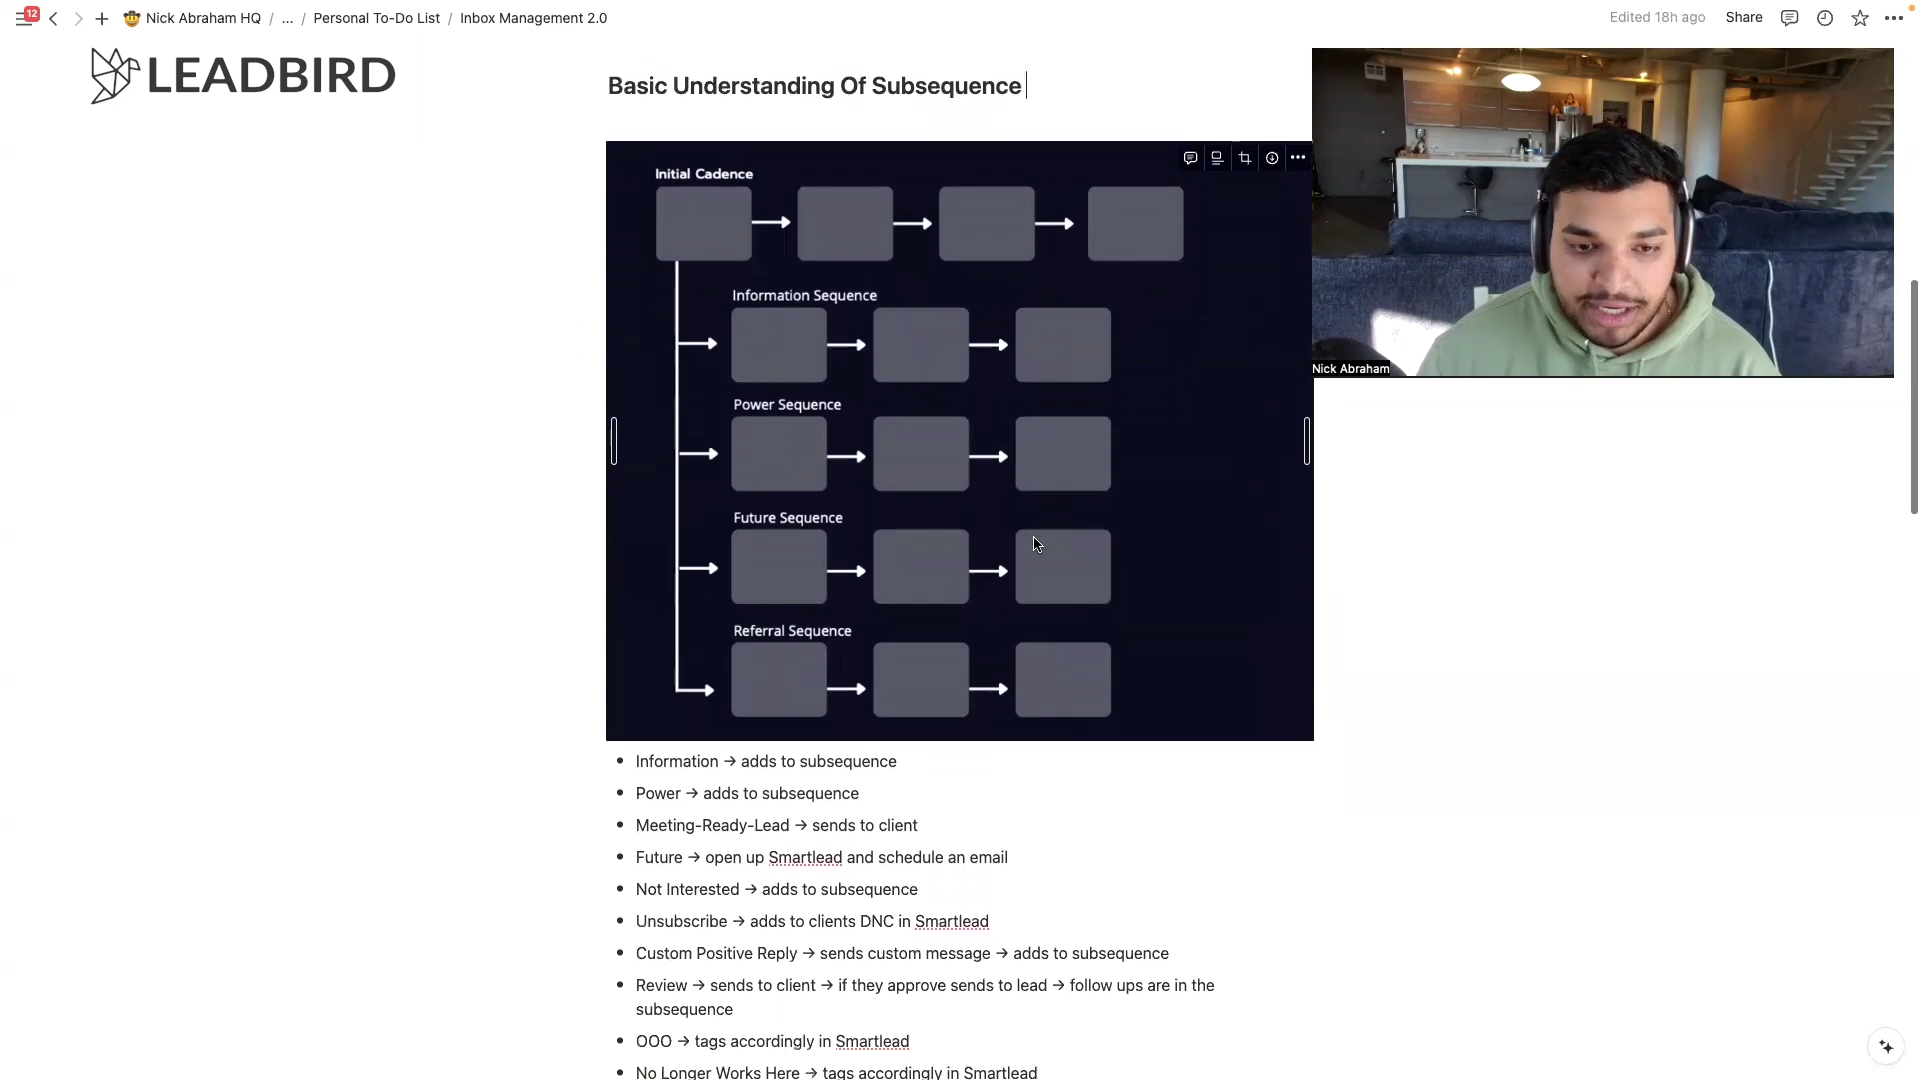 12
Nick Abraham HQ / ... / Personal To-Do List / Inbox Management 2.0
Edited 18h ago
Share
LEADBIRD
Basic Understanding Of Subsequence
Initial Cadence
Information Sequence
Power Sequence
Future Sequence
Referral Sequence
Nick Abraham
• Information → adds to subsequence
• Power → adds to subsequence
• Meeting-Ready-Lead → sends to client
• Future → open up Smartlead and schedule an email
• Not Interested → adds to subsequence
• Unsubscribe → adds to clients DNC in Smartlead
• Custom Positive Reply → sends custom message → adds to subsequence
• Review → sends to client → if they approve sends to lead → follow ups are in the
subsequence
• OOO → tags accordingly in Smartlead
• No Longer Works Here → tags accordingly in Smartlead